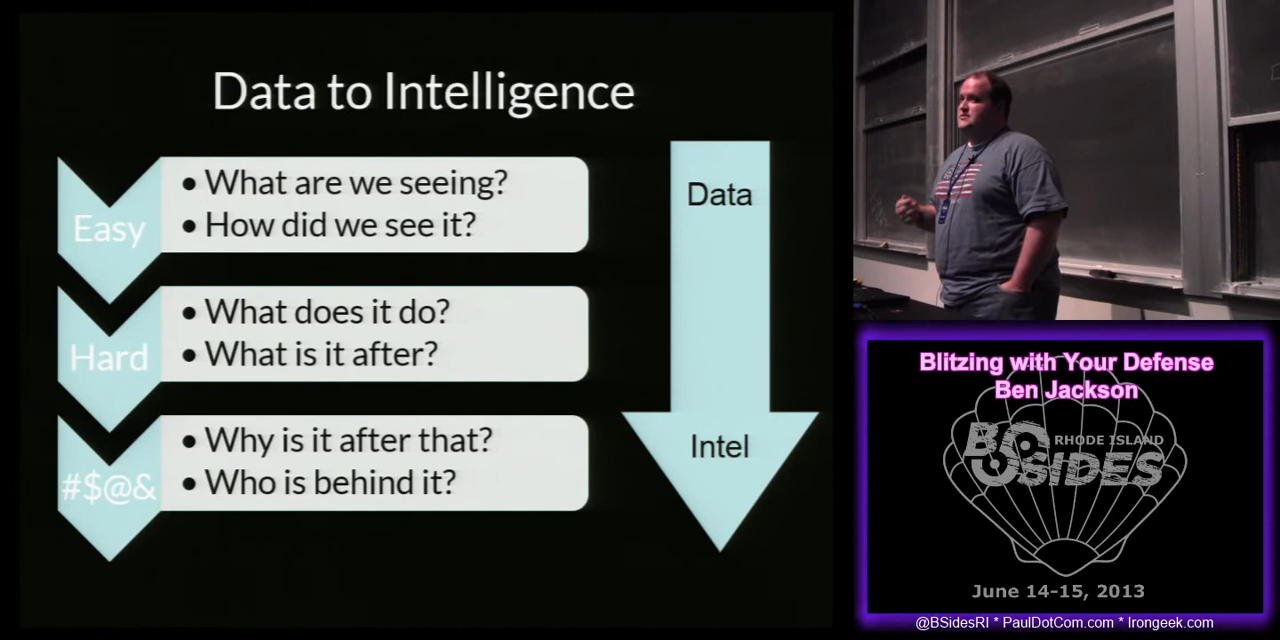 Data to Intelligence
Easy
• What are we seeing?
• How did we see it?
Hard
• What does it do?
• What is it after?
#$@&
• Why is it after that?
• Who is behind it?
Data
Intel
Blitzing with Your Defense
Ben Jackson
BSIDES
RHODE ISLAND
June 14-15, 2013
@BSidesRI * PaulDotCom.com * Irongeek.com